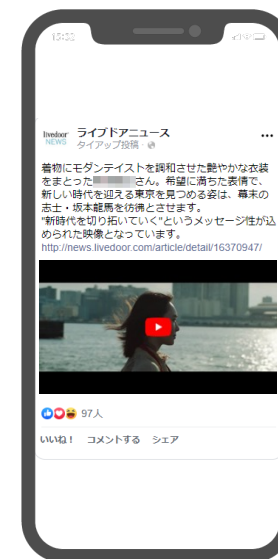 15:52
livedoor NEWS
ライブドアニュース
タイアップ投稿・
着物にモダンテイストを調和させた艶やかな衣装
をまとった さん。希望に満ちた表情で、
新しい時代を迎える東京を見つめる姿は、幕末の
志士・坂本龍馬を彷彿とさせます。
"新時代を切り拓いていく"というメッセージ性が込
められた映像となっています。
http://news.livedoor.com/article/detail/16370947/
97人
いいね！ コメントする シェア